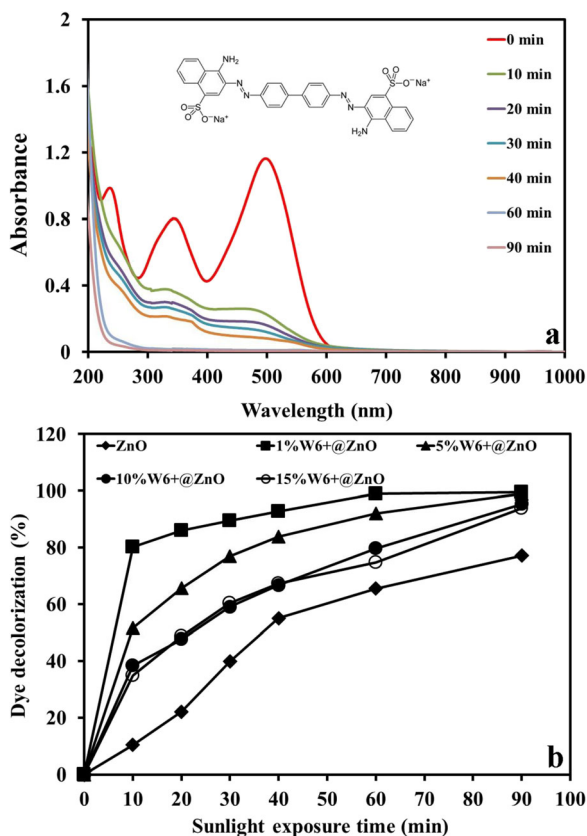 2
1.6
1.2
0.8
0.4
0
200 300 400 500 600 700 800 900 1000
Absorbance
Wavelength (nm)
0 min
10 min
20 min
30 min
40 min
60 min
90 min
NH₂
N
N
O
S
O
O⁻Na⁺
N
N
O
O
S
O⁻Na⁺
H₂N
a
120
100
80
60
40
20
0
0 10 20 30 40 50 60 70 80 90 100
Dye decolorization (%)
Sunlight exposure time (min)
ZnO 1%W6+@ZnO 5%W6+@ZnO
10%W6+@ZnO 15%W6+@ZnO
b